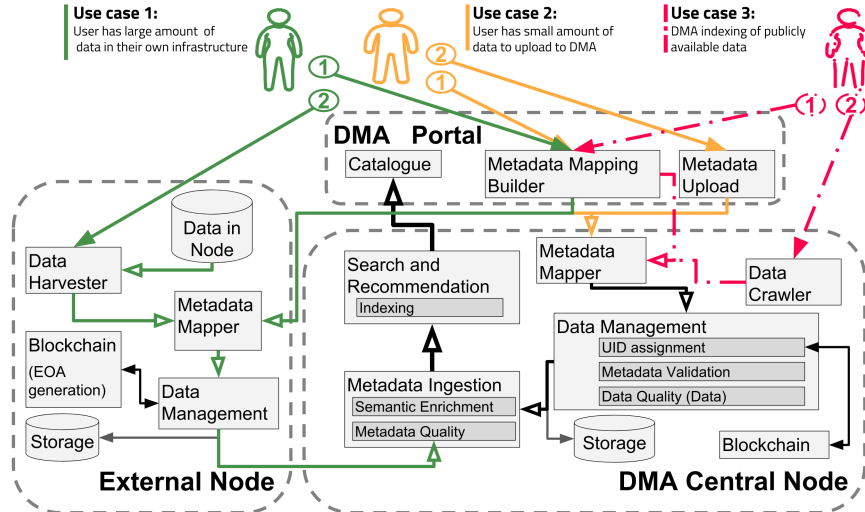 Use case 1:
User has large amount of
data in their own infrastructure
Use case 2:
User has small amount of
data to upload to DMA
Use case 3:
DMA indexing of publicly
available data
1
2
2
1
1
2
DMA Portal
Catalogue
Metadata Mapping
Builder
Metadata
Upload
Data in
Node
Data
Harvester
Metadata
Mapper
Blockchain
(EOA
generation)
Data
Management
Storage
External Node
Search and
Recommendation
Indexing
Metadata
Mapper
Data
Crawler
Data Management
UID assignment
Metadata Validation
Data Quality (Data)
Metadata Ingestion
Semantic Enrichment
Metadata Quality
Storage
Blockchain
DMA Central Node